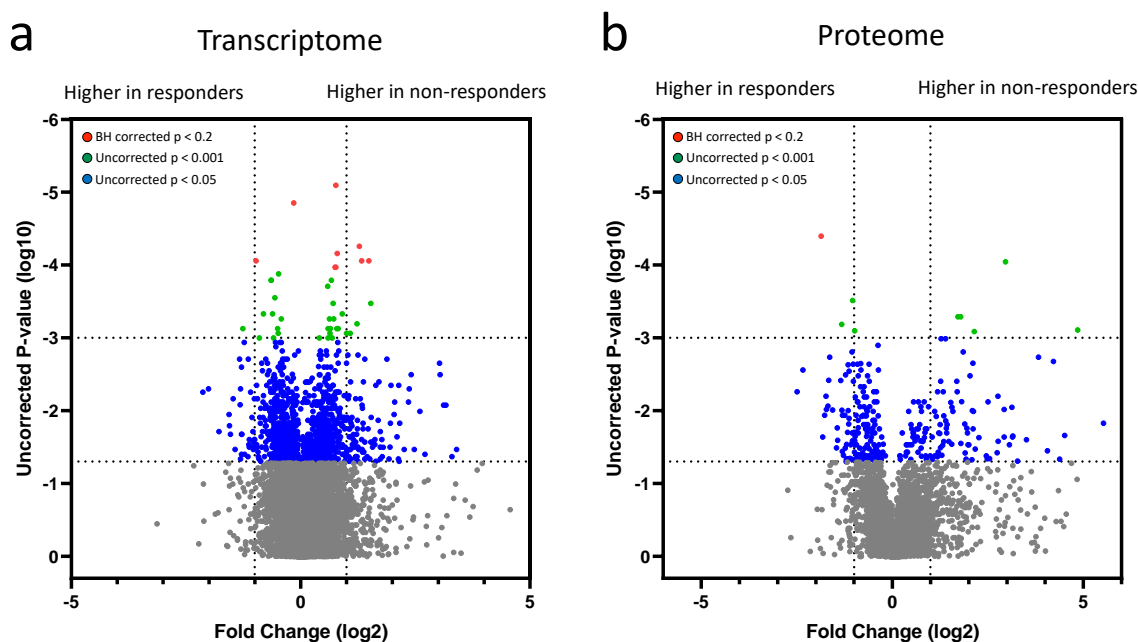 a
Transcriptome
Higher in responders
Higher in non-responders
BH corrected p < 0.2
Uncorrected p < 0.001
Uncorrected p < 0.05
Uncorrected P-value (log10)
-6
-5
-4
-3
-2
-1
0
-5
0
5
Fold Change (log2)
b
Proteome
Higher in responders
Higher in non-responders
BH corrected p < 0.2
Uncorrected p < 0.001
Uncorrected p < 0.05
Uncorrected P-value (log10)
-6
-5
-4
-3
-2
-1
0
-5
0
5
Fold Change (log2)